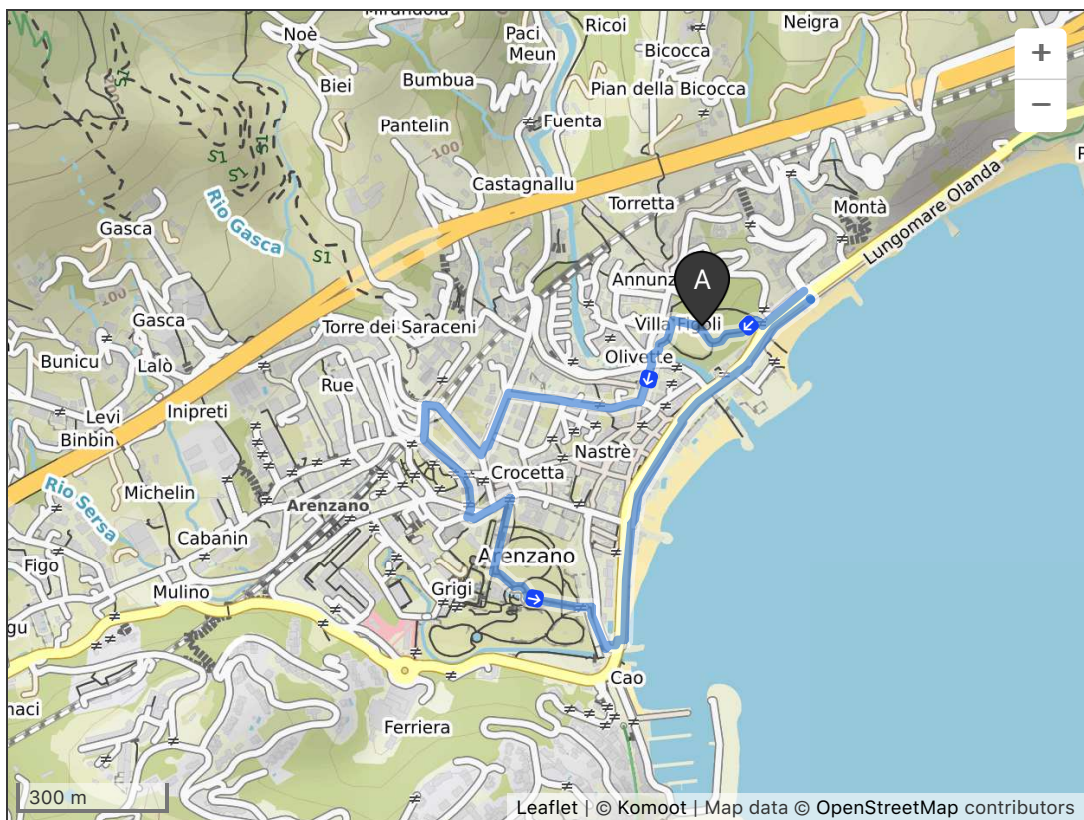 Mirandola
Noè
Paci
Meun
Ricoi
Neigra
Bicocca
S1
Biei
Bumbua
Pian della Bicocca
Pantelin
Fuenta
100
S1
S1
S1
Castagnallu
Torretta
Montà
Lungomare Olanda
Rio Gasca
Gasca
S1
A
Gasca
Torre dei Saraceni
Villa Figoli
Olivette
Bunicu
Lalò
Rue
Inipreti
Levi
Binbin
Nastrè
Crocetta
Michelin
Arenzano
Rio Sersa
Cabanin
Arenzano
Figo
Mulino
Grigi
Cao
Ferriera
+
−
300 m
Leaflet | © Komoot | Map data © OpenStreetMap contributors